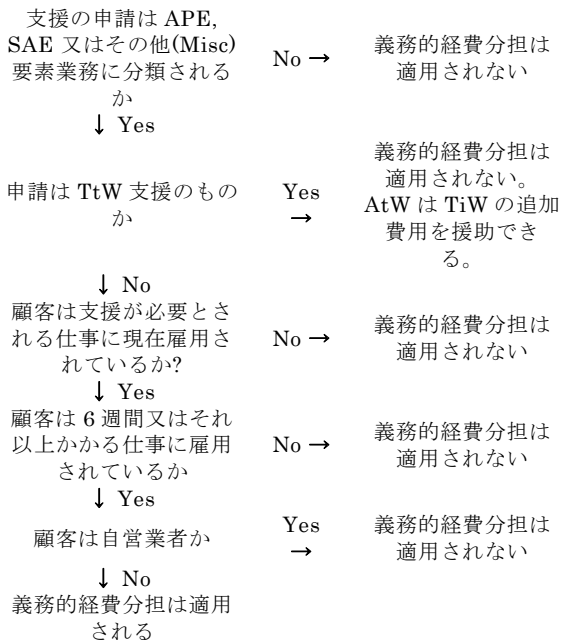 支援の申請は APE,
SAE 又はその他(Misc)
要素業務に分類される
か
No →
義務的経費分担は
適用されない
↓ Yes
申請は TtW 支援のもの
か
Yes
→
義務的経費分担は
適用されない。
AtW は TiW の追加
費用を援助でき
る。
↓ No
顧客は支援が必要とさ
れる仕事に現在雇用さ
れているか?
No →
義務的経費分担は
適用されない
↓ Yes
顧客は 6 週間又はそれ
以上かかる仕事に雇用
されているか
No →
義務的経費分担は
適用されない
↓ Yes
顧客は自営業者か
Yes
→
義務的経費分担は
適用されない
↓ No
義務的経費分担は適用
される